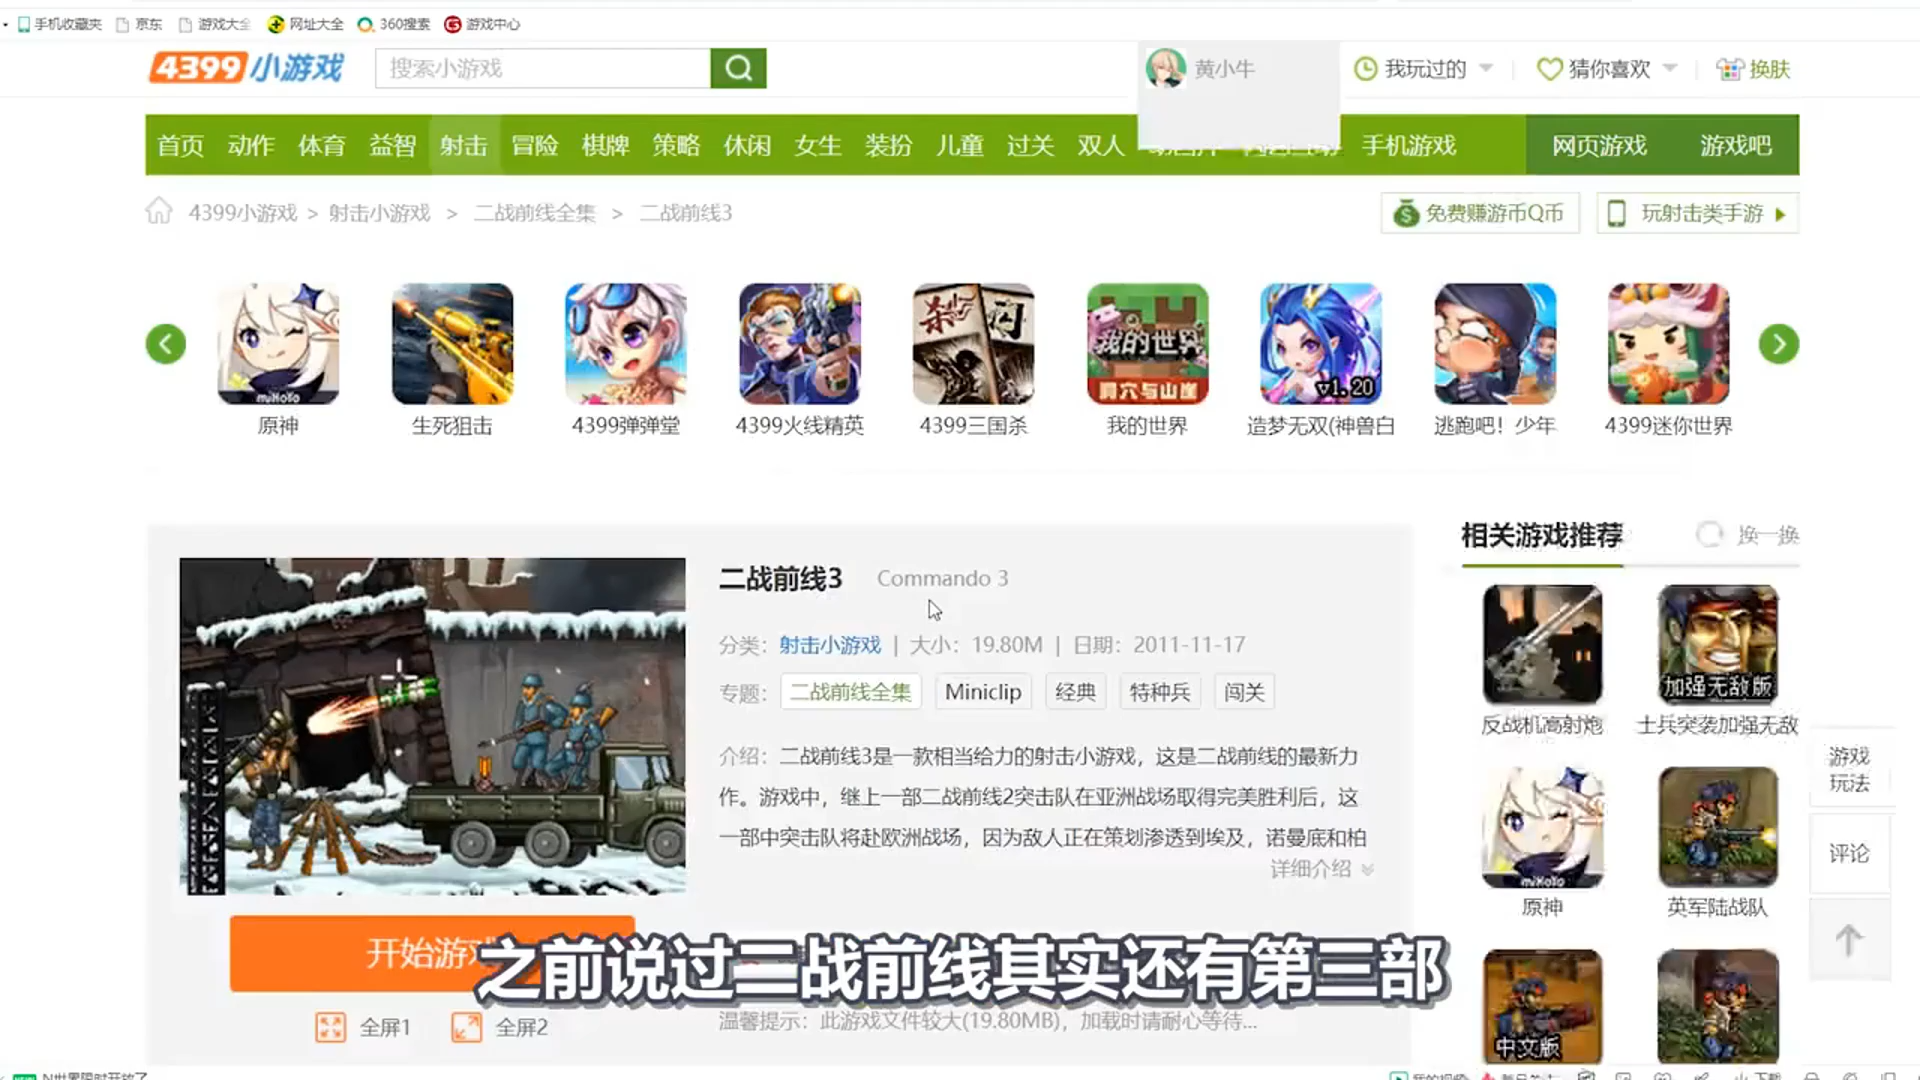 手机收藏夹 京东 游戏大全 网址大全 360搜索 游戏中心
4399小游戏 搜索小游戏 黄小牛 我玩过的 猜你喜欢 换肤
首页 动作 体育 益智 射击 冒险 棋牌 策略 休闲 女生 装扮 儿童 过关 双人 手机游戏 网页游戏 游戏吧
4399小游戏 > 射击小游戏 > 二战前线全集 > 二战前线3 免费赚游币Q币 玩射击类手游
杀 我的世界 v1.20
miHoYo 洞穴与山崖
原神 生死狙击 4399弹弹堂 4399火线精英 4399三国杀 我的世界 造梦无双(神兽白 逃跑吧！少年 4399迷你世界
相关游戏推荐 换一换
二战前线3 Commando 3
分类：射击小游戏 | 大小：19.80M | 日期：2011-11-17
专题：二战前线全集 Miniclip 经典 特种兵 闯关
加强无敌版
反战机高射炮 士兵突袭加强无敌
介绍：二战前线3是一款相当给力的射击小游戏，这是二战前线的最新力
作。游戏中，继上一部二战前线2突击队在亚洲战场取得完美胜利后，这
一部中突击队将赴欧洲战场，因为敌人正在策划渗透到埃及，诺曼底和柏
详细介绍
游戏
玩法
评论
miHoYo
原神 英军陆战队
开始游戏
之前说过二战前线其实还有第三部
全屏1 全屏2
温馨提示：此游戏文件较大(19.80MB)，加载时请耐心等待...
中文版